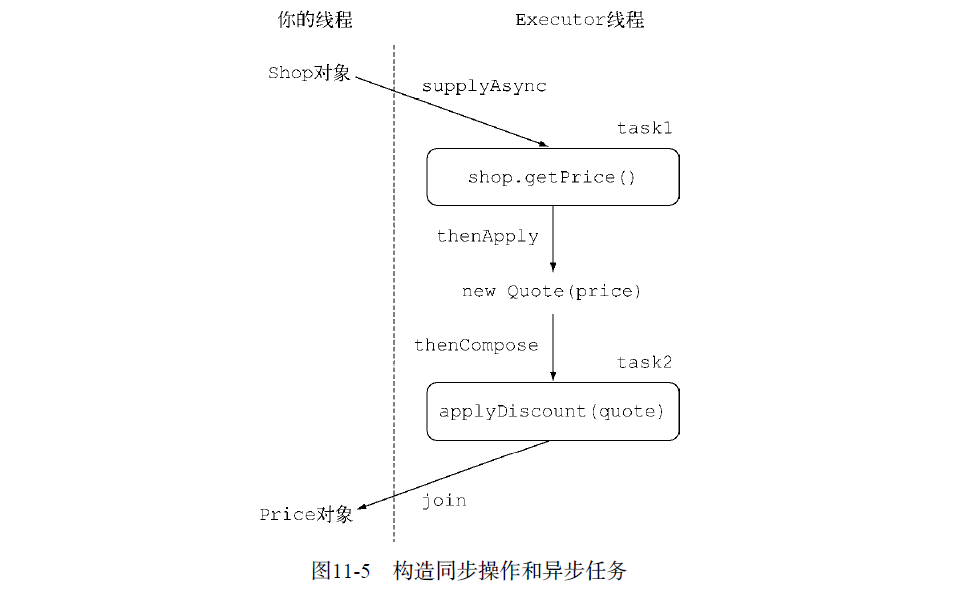 你的线程 Executor线程
Shop对象
supplyAsync
task1
shop.getPrice()
thenApply
new Quote(price)
thenCompose
task2
applyDiscount(quote)
join
Price对象
图11-5 构造同步操作和异步任务